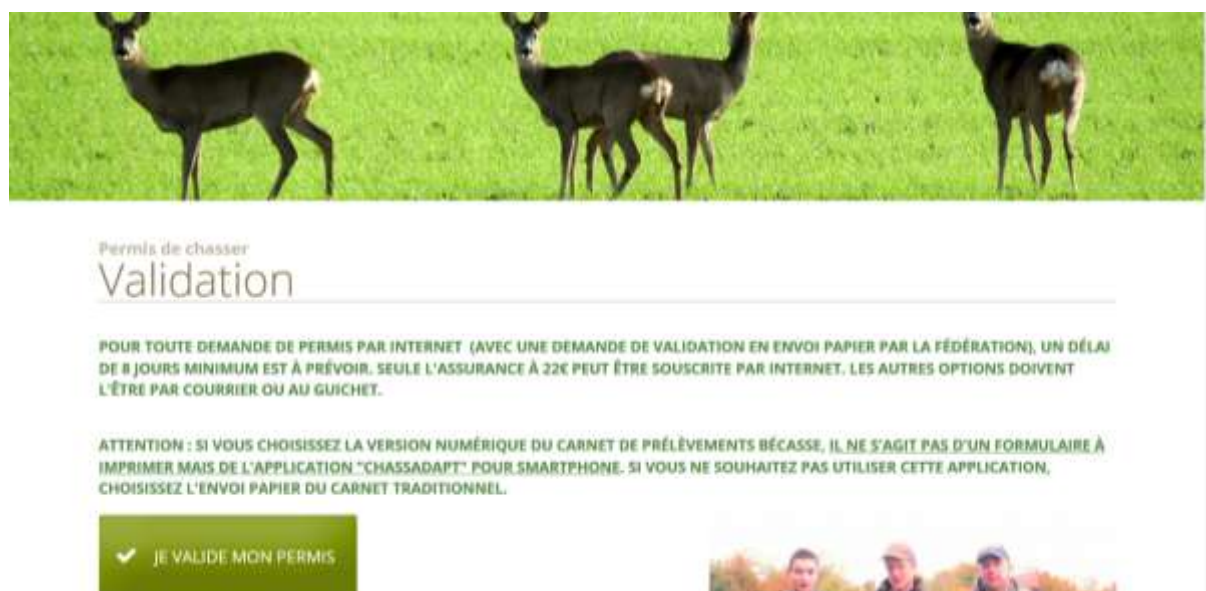 Permis de chasser
Validation
POUR TOUTE DEMANDE DE PERMIS PAR INTERNET (AVEC UNE DEMANDE DE VALIDATION EN ENVOI PAPIER PAR LA FÉDÉRATION), UN DÉLAI
DE 8 JOURS MINIMUM EST À PRÉVOIR. SEULE L'ASSURANCE À 22€ PEUT ÊTRE SOUSCRITE PAR INTERNET. LES AUTRES OPTIONS DOIVENT
L'ÊTRE PAR COURRIER OU AU GUICHET.
ATTENTION : SI VOUS CHOISISSEZ LA VERSION NUMÉRIQUE DU CARNET DE PRÉLÈVEMENTS BÉCASSE, IL NE S'AGIT PAS D'UN FORMULAIRE À
IMPRIMER MAIS DE L'APPLICATION "CHASSADAPT" POUR SMARTPHONE. SI VOUS NE SOUHAITEZ PAS UTILISER CETTE APPLICATION,
CHOISISSEZ L'ENVOI PAPIER DU CARNET TRADITIONNEL.
JE VALIDE MON PERMIS